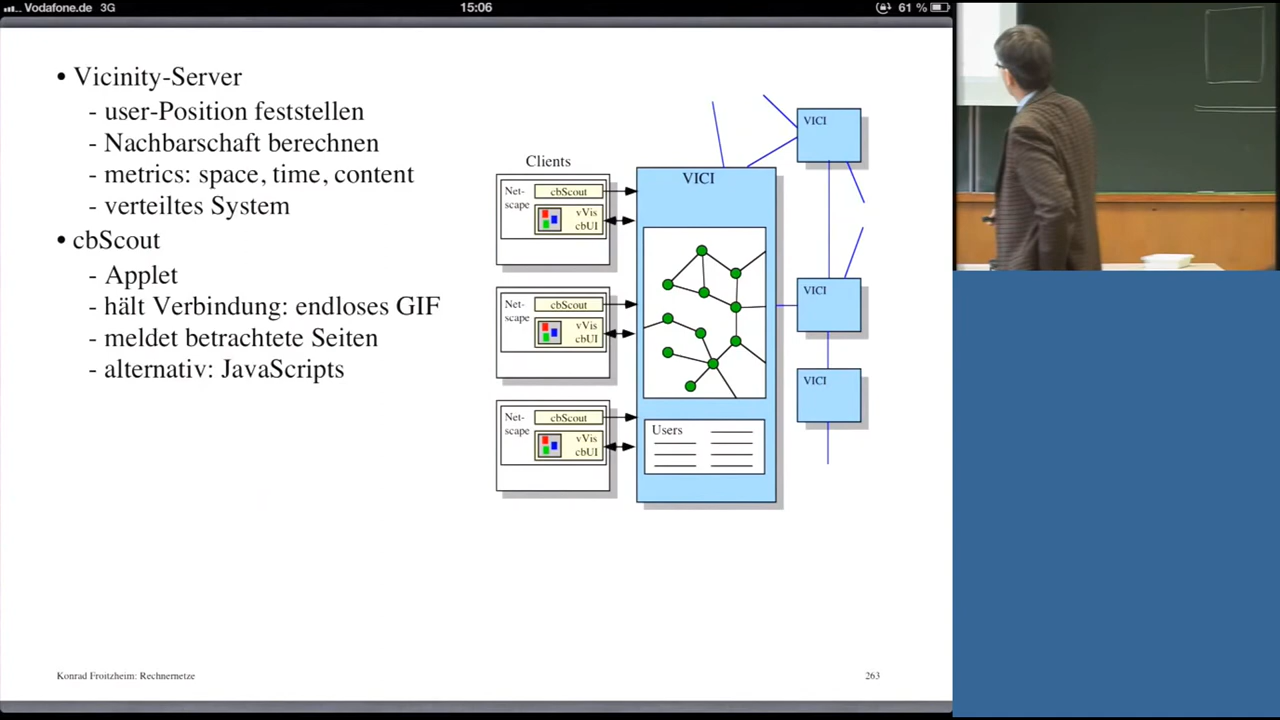 Vodafone.de 3G
15:06
61 %
• Vicinity-Server
- user-Position feststellen
- Nachbarschaft berechnen
- metrics: space, time, content
- verteiltes System
• cbScout
- Applet
- hält Verbindung: endloses GIF
- meldet betrachtete Seiten
- alternativ: JavaScripts
Clients
Net-
scape
cbScout
vVis
cbUI
Net-
scape
cbScout
vVis
cbUI
Net-
scape
cbScout
vVis
cbUI
VICI
Users
VICI
VICI
VICI
Konrad Froitzheim: Rechnernetze
263